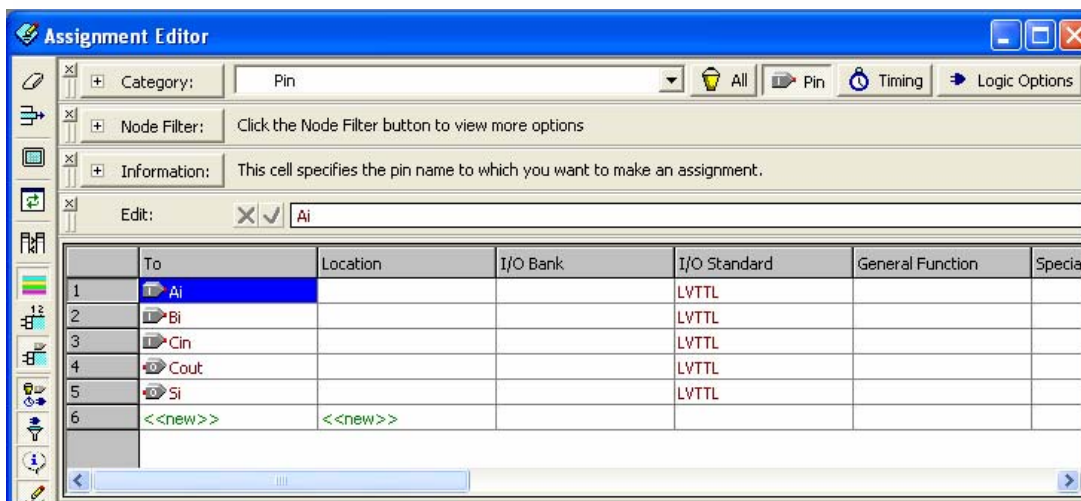 Assignment Editor
Category: Pin All Pin Timing Logic Options
Node Filter: Click the Node Filter button to view more options
Information: This cell specifies the pin name to which you want to make an assignment.
Edit: Ai
To Location I/O Bank I/O Standard General Function Specia
1 Ai LVTTL
2 Bi LVTTL
3 Cin LVTTL
4 Cout LVTTL
5 Si LVTTL
6 <<new>> <<new>>